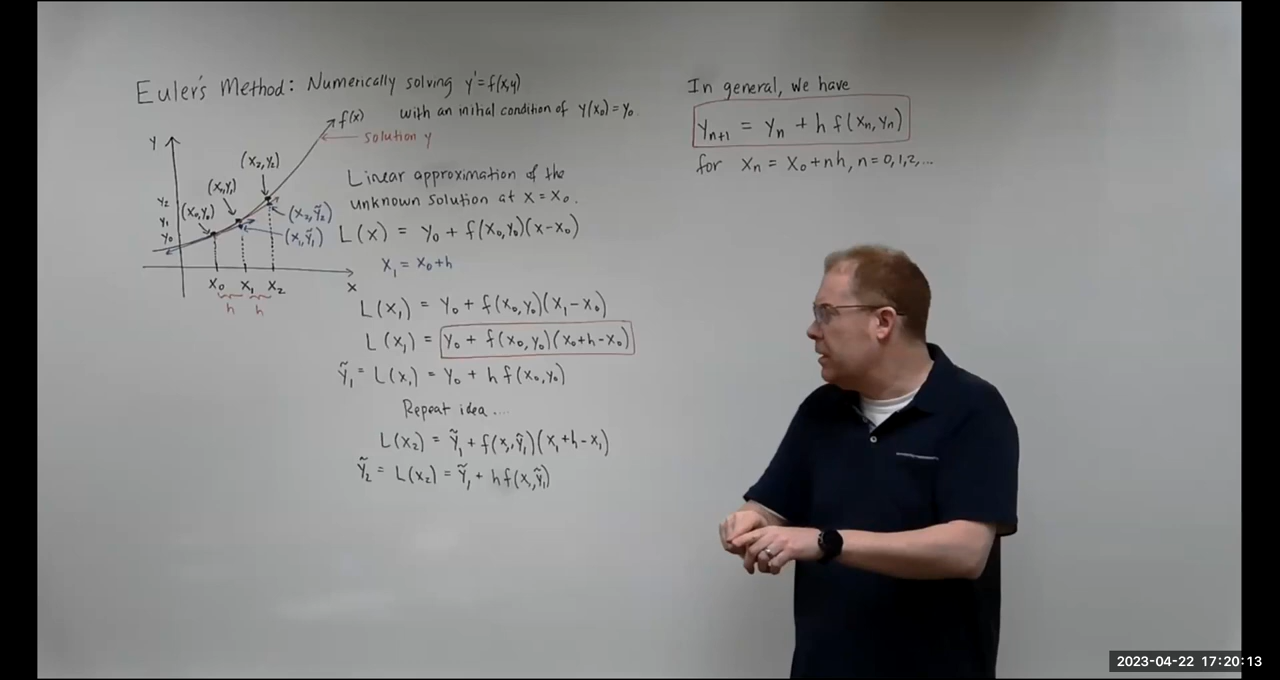 Euler's Method: Numerically solving y' = f(x,y)
with an initial condition of y(x₀) = y₀
f(x)
solution y
y
(x₂,y₂)
(x₁,y₁)
(x₀,y₀)
y₂
y₁
y₀
(x₂,ỹ₂)
(x₁,ỹ₁)
x₀ x₁ x₂ x
h h
Linear approximation of the
unknown solution at x = x₀.
L(x) = y₀ + f(x₀,y₀)(x-x₀)
x₁ = x₀+h
L(x₁) = y₀ + f(x₀,y₀)(x₁-x₀)
L(x₁) = y₀ + f(x₀,y₀)(x₀+h-x₀)
ỹ₁ = L(x₁) = y₀ + h f(x₀,y₀)
Repeat idea....
L(x₂) = ỹ₁ + f(x₁,ỹ₁)(x₁+h-x₁)
ỹ₂ = L(x₂) = ỹ₁ + h f(x₁,ỹ₁)
In general, we have
yₙ₊₁ = yₙ + h f(xₙ,yₙ)
for xₙ = x₀+nh, n=0,1,2,...
2023-04-22 17:20:13